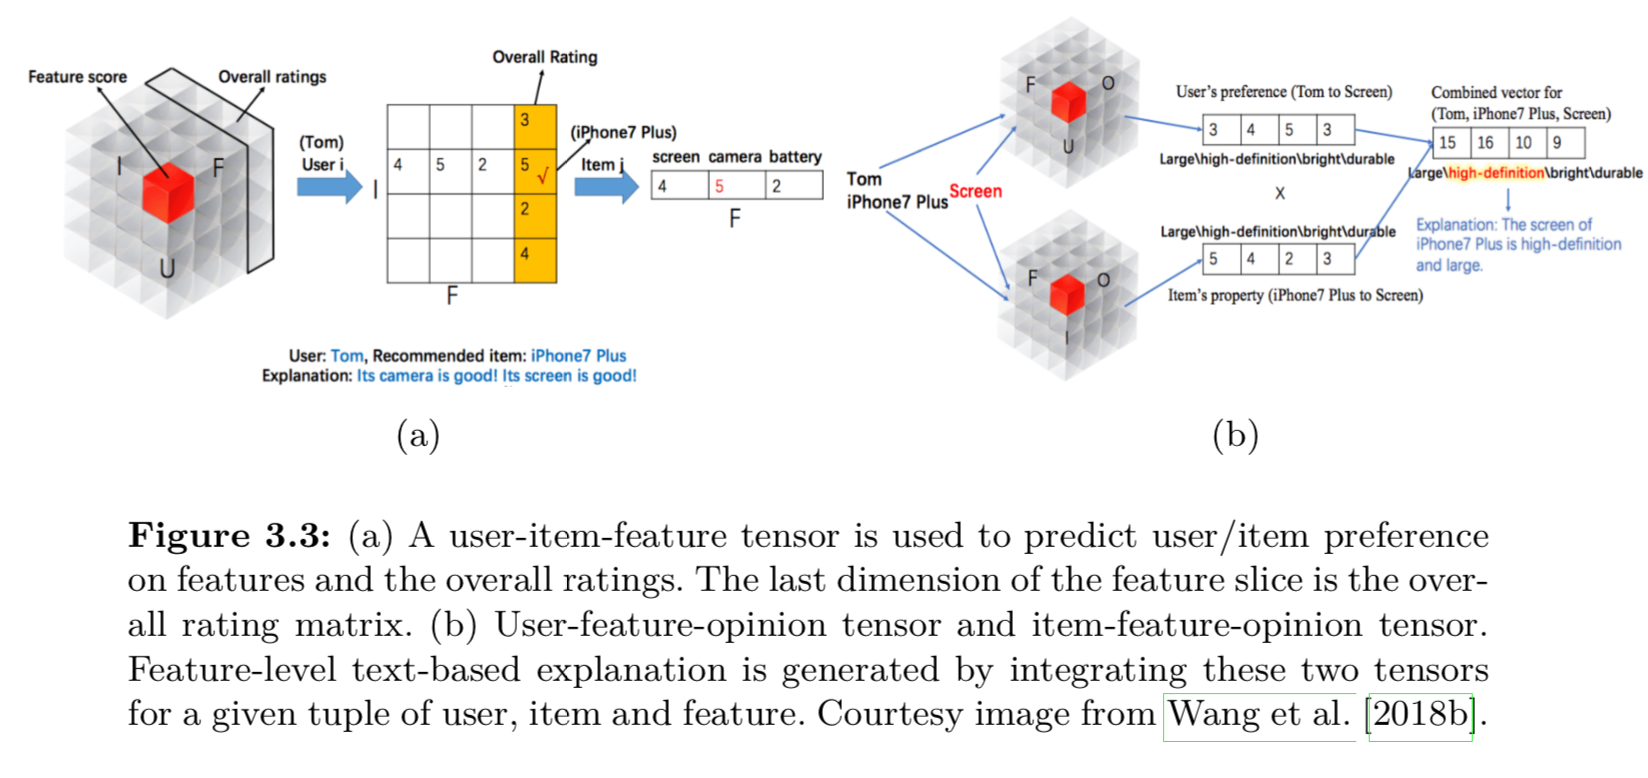 Feature score
Overall ratings
I
F
U
(Tom)
User i
Overall Rating
I
3
4 5 2 5 √
2
4
F
(iPhone7 Plus)
Item j
screen camera battery
4 5 2
F
User: Tom, Recommended item: iPhone7 Plus
Explanation: Its camera is good! Its screen is good!
(a)
Tom
iPhone7 Plus
Screen
F
O
U
F
O
I
User's preference (Tom to Screen)
3 4 5 3
Large\high-definition\bright\durable
X
Large\high-definition\bright\durable
5 4 2 3
Item's property (iPhone7 Plus to Screen)
Combined vector for
(Tom, iPhone7 Plus, Screen)
15 16 10 9
Large\high-definition\bright\durable
Explanation: The screen of
iPhone7 Plus is high-definition
and large.
(b)
Figure 3.3: (a) A user-item-feature tensor is used to predict user/item preference
on features and the overall ratings. The last dimension of the feature slice is the over-
all rating matrix. (b) User-feature-opinion tensor and item-feature-opinion tensor.
Feature-level text-based explanation is generated by integrating these two tensors
for a given tuple of user, item and feature. Courtesy image from Wang et al. [2018b].